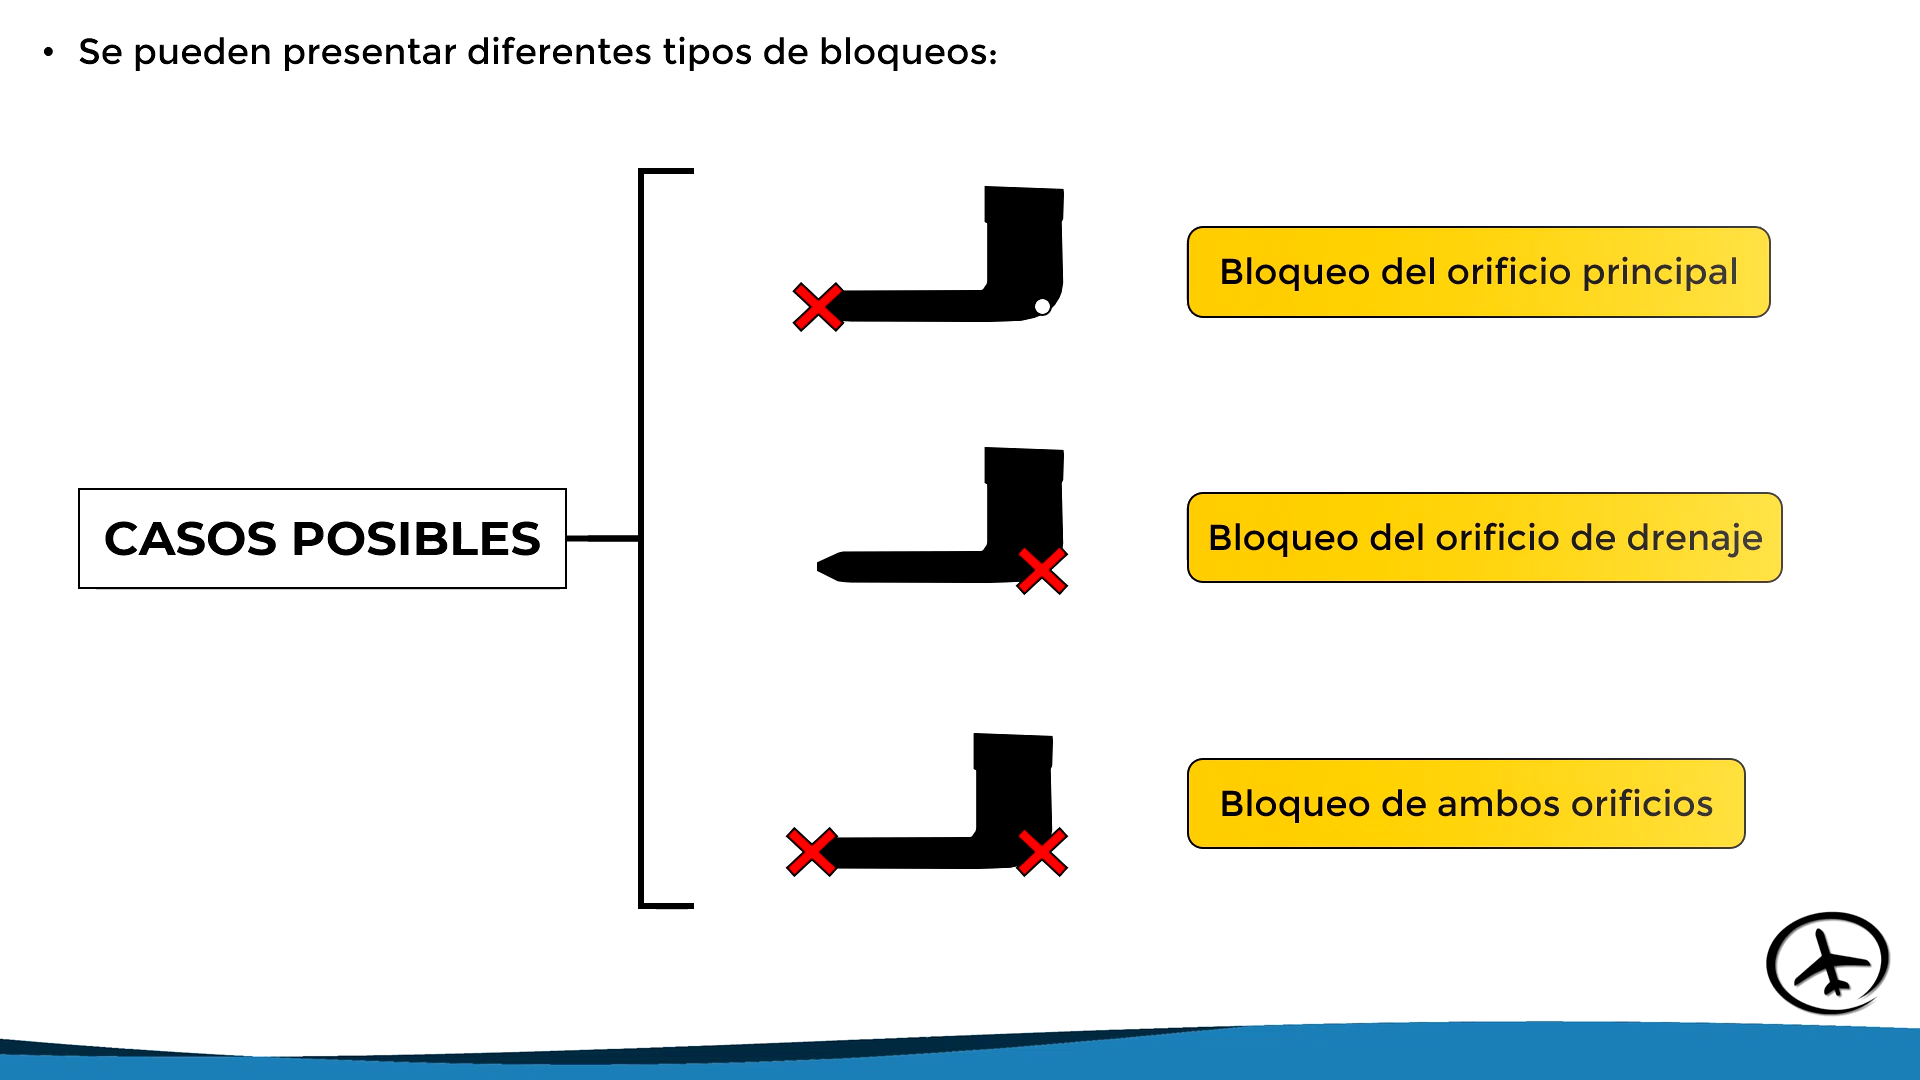 • Se pueden presentar diferentes tipos de bloqueos:
Bloqueo del orificio principal
CASOS POSIBLES
Bloqueo del orificio de drenaje
Bloqueo de ambos orificios